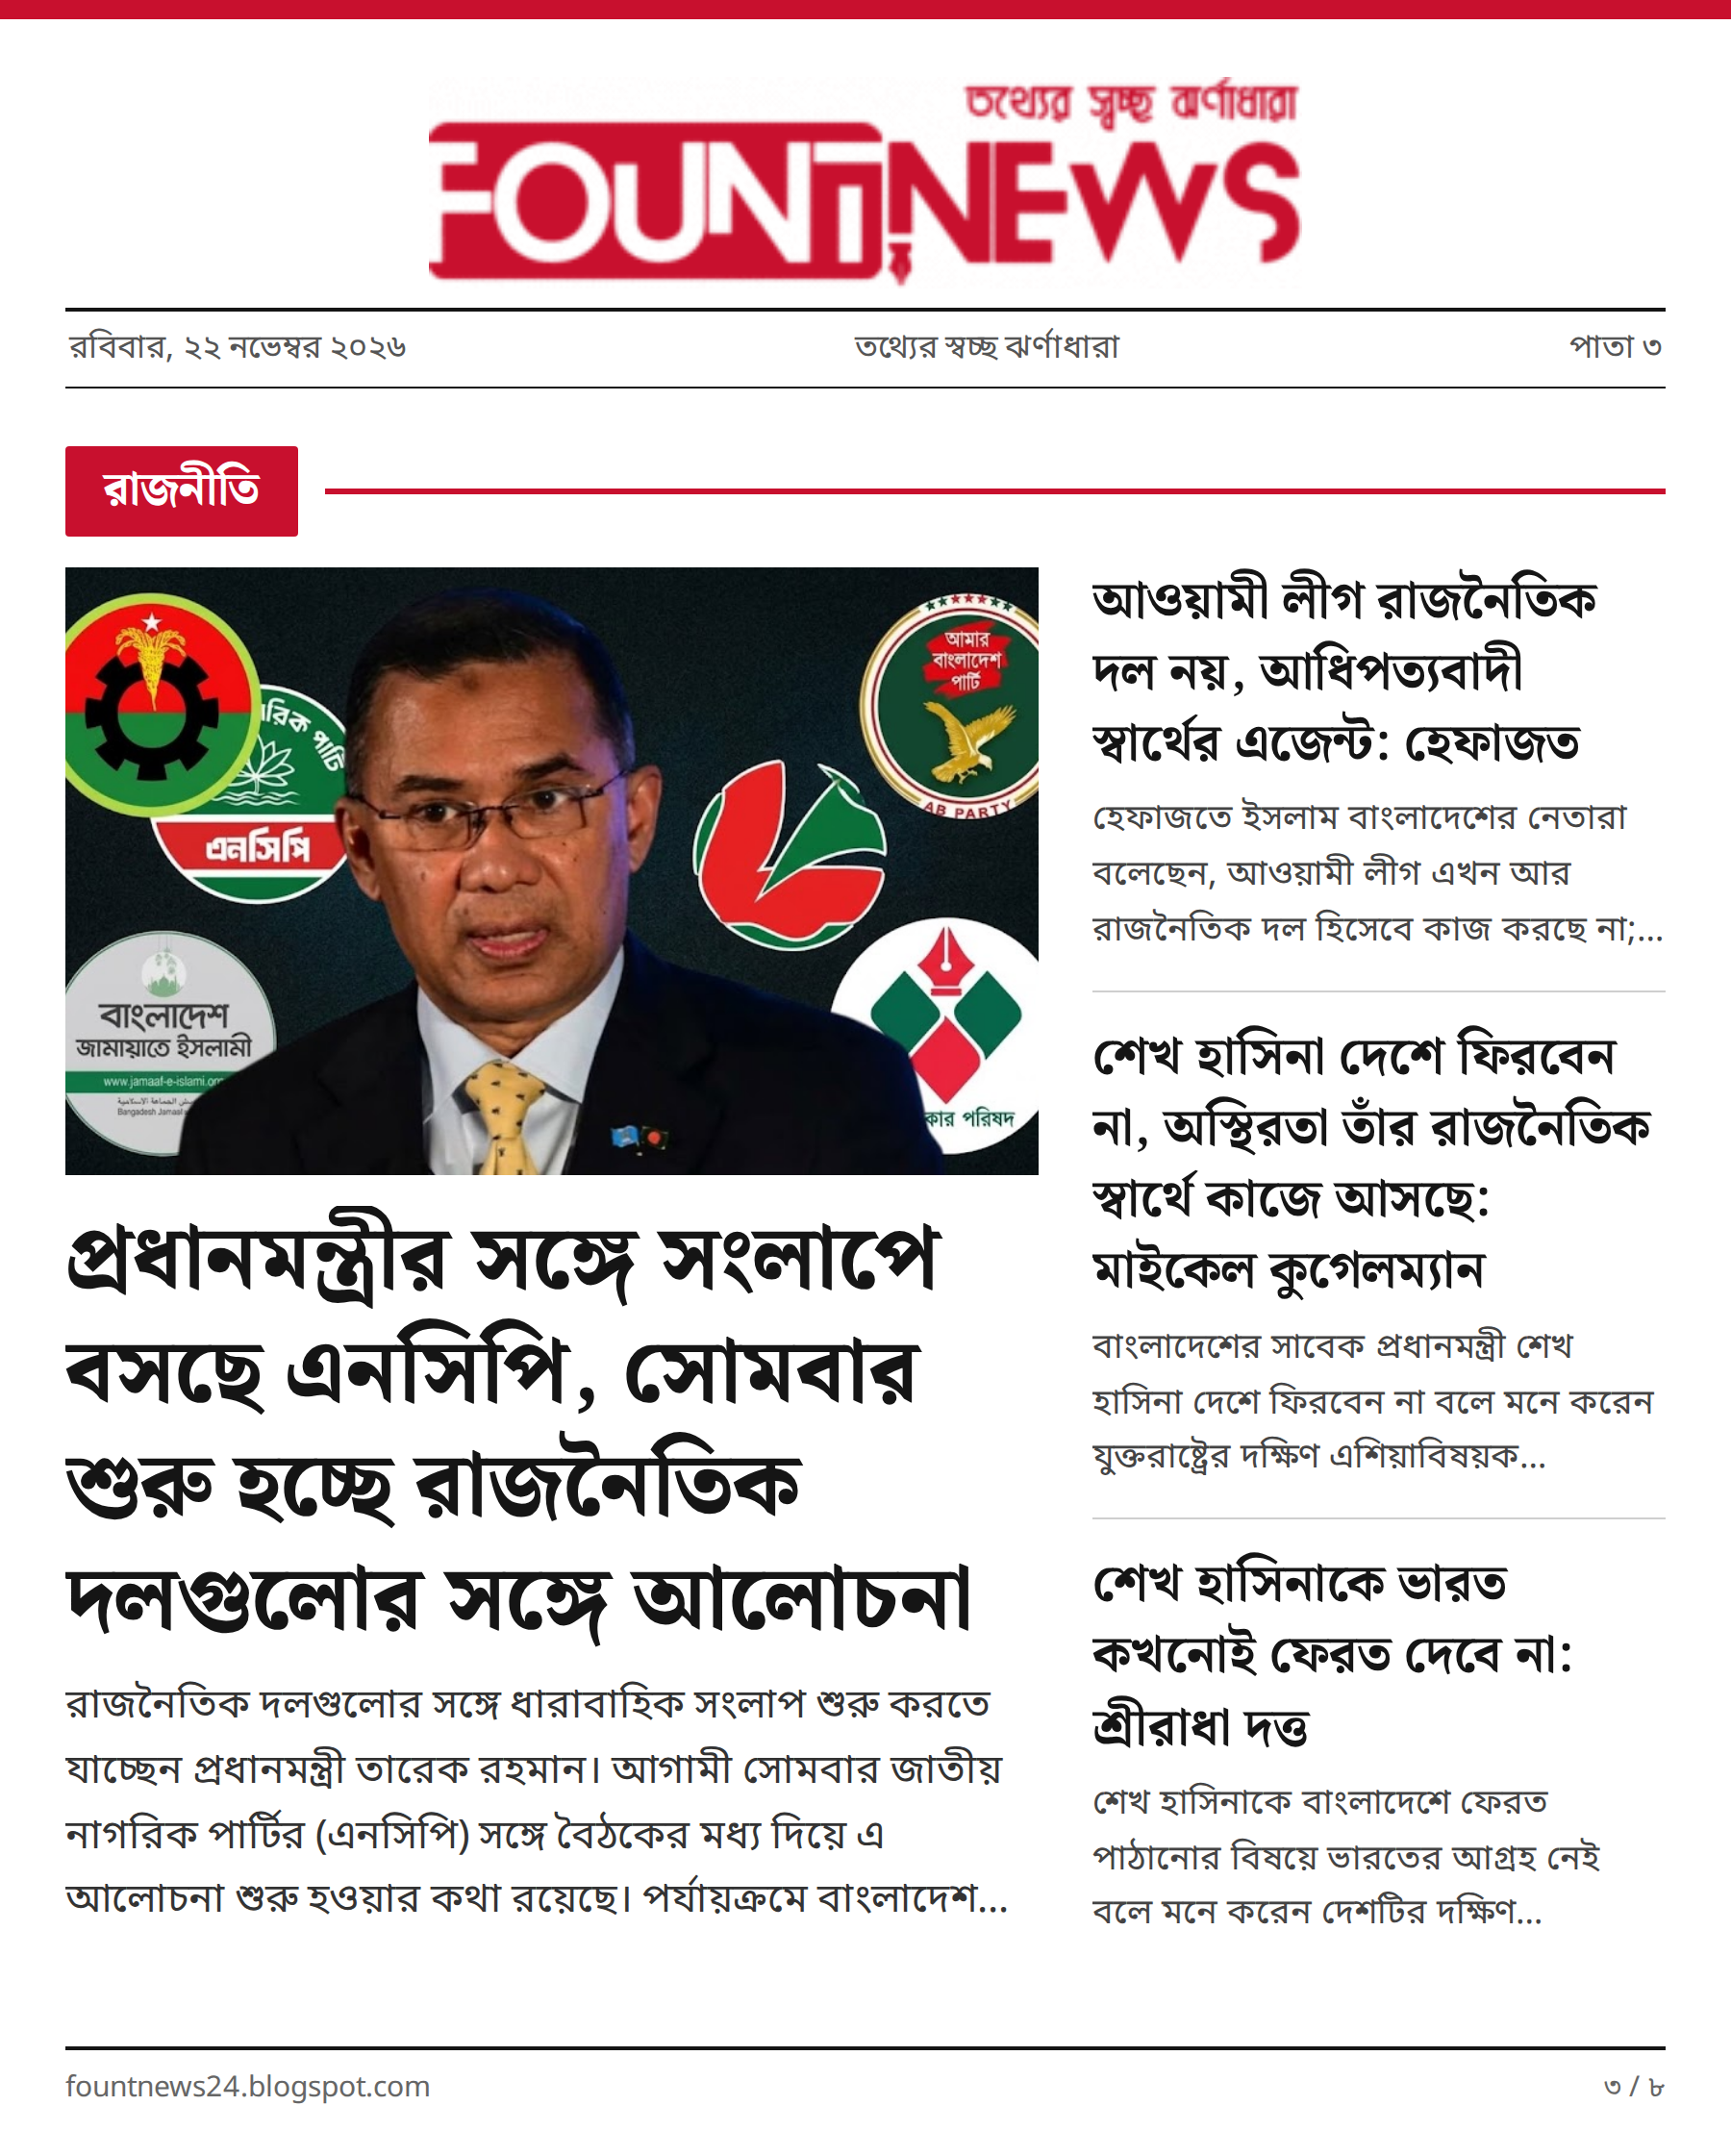 তথ্যের স্বচ্ছ ঝর্ণাধারা
FOUNT NEWS
রবিবার, ২২ নভেম্বর ২০২৬
তথ্যের স্বচ্ছ ঝর্ণাধারা
পাতা ৩
রাজনীতি
রিক পার্টি
এনসিপি
বাংলাদেশ
জামায়াতে ইসলামী
Bangladesh Jamaat
আমার
বাংলাদেশ
পার্টি
AB PARTY
কার পরিষদ
প্রধানমন্ত্রীর সঙ্গে সংলাপে
বসছে এনসিপি, সোমবার
শুরু হচ্ছে রাজনৈতিক
দলগুলোর সঙ্গে আলোচনা
রাজনৈতিক দলগুলোর সঙ্গে ধারাবাহিক সংলাপ শুরু করতে
যাচ্ছেন প্রধানমন্ত্রী তারেক রহমান। আগামী সোমবার জাতীয়
নাগরিক পার্টির (এনসিপি) সঙ্গে বৈঠকের মধ্য দিয়ে এ
আলোচনা শুরু হওয়ার কথা রয়েছে। পর্যায়ক্রমে বাংলাদেশ...
আওয়ামী লীগ রাজনৈতিক
দল নয়, আধিপত্যবাদী
স্বার্থের এজেন্ট: হেফাজত
হেফাজতে ইসলাম বাংলাদেশের নেতারা
বলেছেন, আওয়ামী লীগ এখন আর
রাজনৈতিক দল হিসেবে কাজ করছে না;...
শেখ হাসিনা দেশে ফিরবেন
না, অস্থিরতা তাঁর রাজনৈতিক
স্বার্থে কাজে আসছে:
মাইকেল কুগেলম্যান
বাংলাদেশের সাবেক প্রধানমন্ত্রী শেখ
হাসিনা দেশে ফিরবেন না বলে মনে করেন
যুক্তরাষ্ট্রের দক্ষিণ এশিয়াবিষয়ক...
শেখ হাসিনাকে ভারত
কখনোই ফেরত দেবে না:
শ্রীরাধা দত্ত
শেখ হাসিনাকে বাংলাদেশে ফেরত
পাঠানোর বিষয়ে ভারতের আগ্রহ নেই
বলে মনে করেন দেশটির দক্ষিণ...
fountnews24.blogspot.com
৩ / ৮